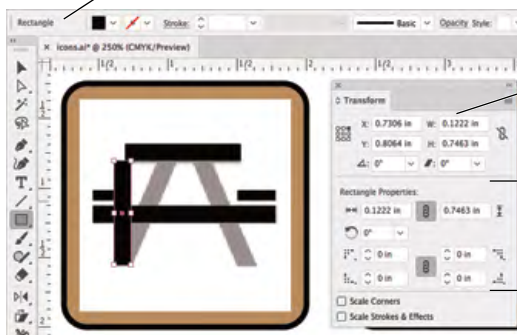 Rectangle Stroke: Basic Opacity Style:
× icons.ai* @ 250% (CMYK/Preview)
1/2 1 1/2 2 1/2 3
Transform
X: 0.7306 in W: 0.1222 in
Y: 0.8064 in H: 0.7463 in
0° 0°
Rectangle Properties:
0.1222 in 0.7463 in
0°
0 in 0 in
0 in 0 in
Scale Corners
Scale Strokes & Effects